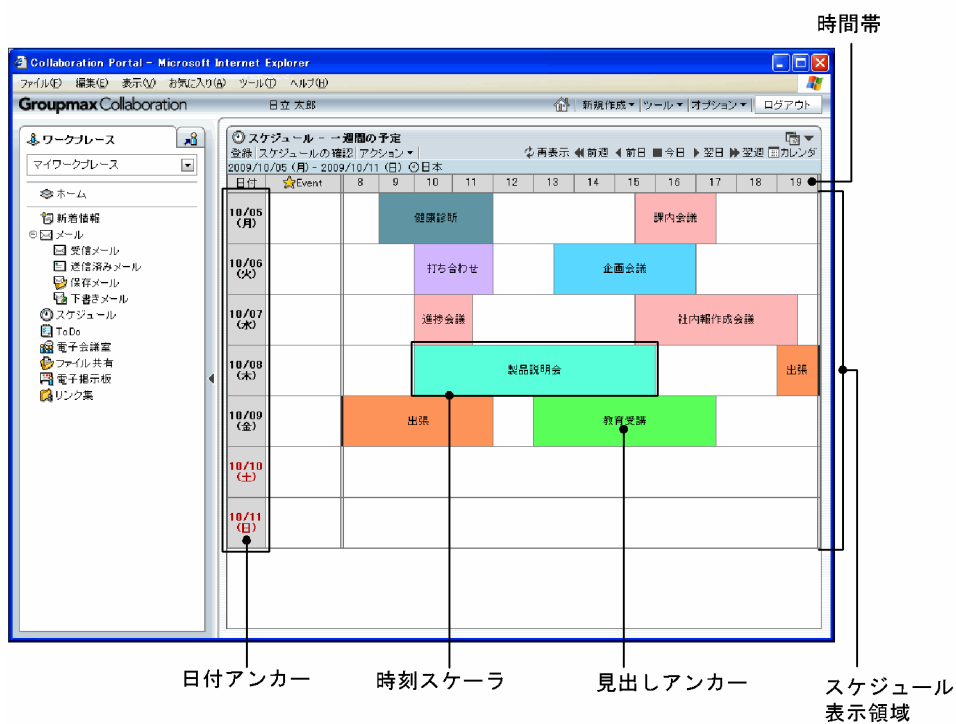 時間帯
Collaboration Portal - Microsoft Internet Explorer
ファイル(F) 編集(E) 表示(V) お気に入り(A) ツール(T) ヘルプ(H)
Groupmax Collaboration 日立 太郎 新規作成 ツール オプション ログアウト
ワークプレース
マイワークプレース
ホーム
新着情報
メール
受信メール
送信済みメール
保存メール
下書きメール
スケジュール
ToDo
電子会議室
ファイル共有
電子掲示板
リンク集
スケジュール - 一週間の予定
登録 スケジュールの確認 アクション 再表示 前週 前日 今日 翌日 翌週 カレンダ
2009/10/05 (月) - 2009/10/11 (日) 日本
日付 Event 8 9 10 11 12 13 14 15 16 17 18 19
10/05
(月)
健康診断 課内会議
10/06
(火)
打ち合わせ 企画会議
10/07
(水)
進捗会議 社内報作成会議
10/08
(木)
製品説明会 出張
10/09
(金)
出張 教育受講
10/10
(土)
10/11
(日)
日付アンカー 時刻スケーラ 見出しアンカー スケジュール
表示領域